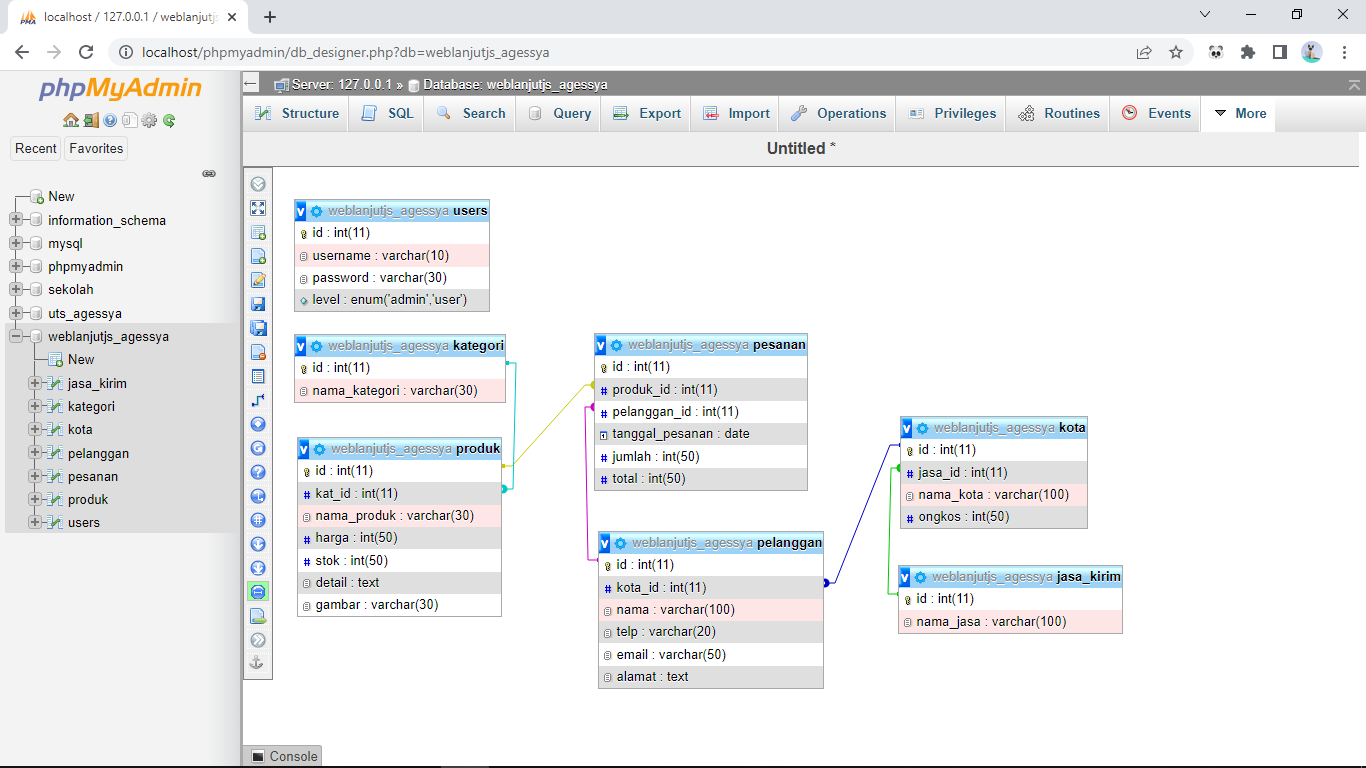 localhost / 127.0.0.1 / weblanjutjs
localhost/phpmyadmin/db_designer.php?db=weblanjutjs_agessya
phpMyAdmin
Recent
Favorites
New
information_schema
mysql
phpmyadmin
sekolah
uts_agessya
weblanjutjs_agessya
New
jasa_kirim
kategori
kota
pelanggan
pesanan
produk
users
Server: 127.0.0.1 » Database: weblanjutjs_agessya
Structure
SQL
Search
Query
Export
Import
Operations
Privileges
Routines
Events
More
Untitled *
v weblanjutjs_agessya users
id : int(11)
username : varchar(10)
password : varchar(30)
level : enum('admin','user')
v weblanjutjs_agessya kategori
id : int(11)
nama_kategori : varchar(30)
v weblanjutjs_agessya produk
id : int(11)
# kat_id : int(11)
nama_produk : varchar(30)
# harga : int(50)
# stok : int(50)
detail : text
gambar : varchar(30)
v weblanjutjs_agessya pesanan
id : int(11)
# produk_id : int(11)
# pelanggan_id : int(11)
tanggal_pesanan : date
# jumlah : int(50)
# total : int(50)
v weblanjutjs_agessya pelanggan
id : int(11)
# kota_id : int(11)
nama : varchar(100)
telp : varchar(20)
email : varchar(50)
alamat : text
v weblanjutjs_agessya kota
id : int(11)
# jasa_id : int(11)
nama_kota : varchar(100)
# ongkos : int(50)
v weblanjutjs_agessya jasa_kirim
id : int(11)
nama_jasa : varchar(100)
Console